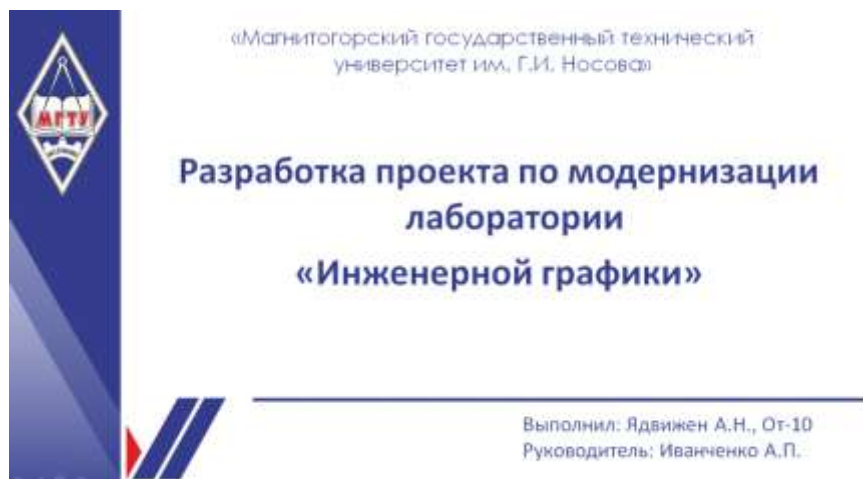 «Магнитогорский государственный технический
университет им. Г.И. Носова»
МГТУ
Разработка проекта по модернизации
лаборатории
«Инженерной графики»
Выполнил: Ядвижен А.Н., От-10
Руководитель: Иванченко А.П.